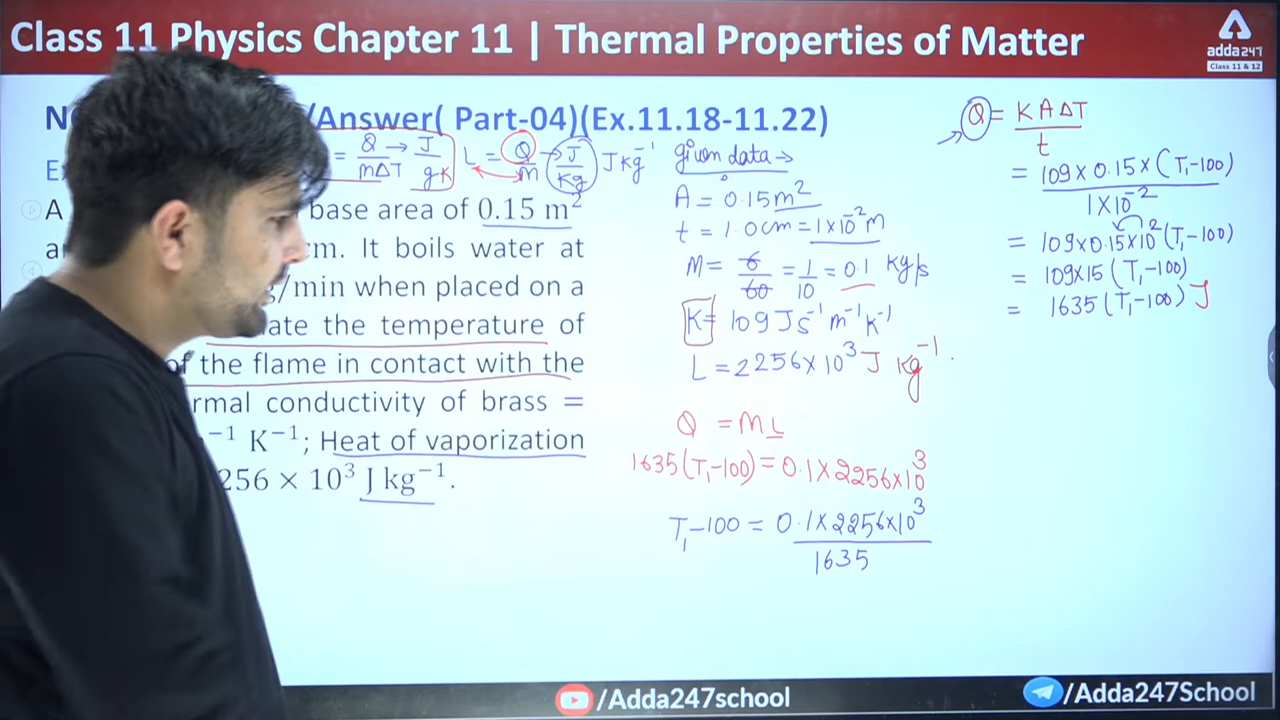 Class 11 Physics Chapter 11 | Thermal Properties of Matter
adda247
Class 11 & 12
/Answer( Part-04)(Ex.11.18-11.22)
= Q/mΔT → J/gK
L = Q/m → J/Kg J Kg⁻¹
base area of 0.15 m²
cm. It boils water at
/min when placed on a
ate the temperature of
of the flame in contact with the
rmal conductivity of brass =
⁻¹ K⁻¹; Heat of vaporization
256 × 10³ J kg⁻¹.
given data →
A = 0.15m²
t = 1.0cm = 1×10⁻²m
M = 6/60 = 1/10 = 0.1 Kg/s
K = 109 J s⁻¹ m⁻¹ K⁻¹
L = 2256×10³ J Kg⁻¹.
Q = ML
1635(T₁-100) = 0.1×2256×10³
T₁-100 = 0.1×2256×10³/1635
Q = KAΔT/t
= 109×0.15×(T₁-100)/1×10⁻²
= 109×0.15×10²(T₁-100)
= 109×15(T₁-100)
= 1635(T₁-100) J
/Adda247school
/Adda247School